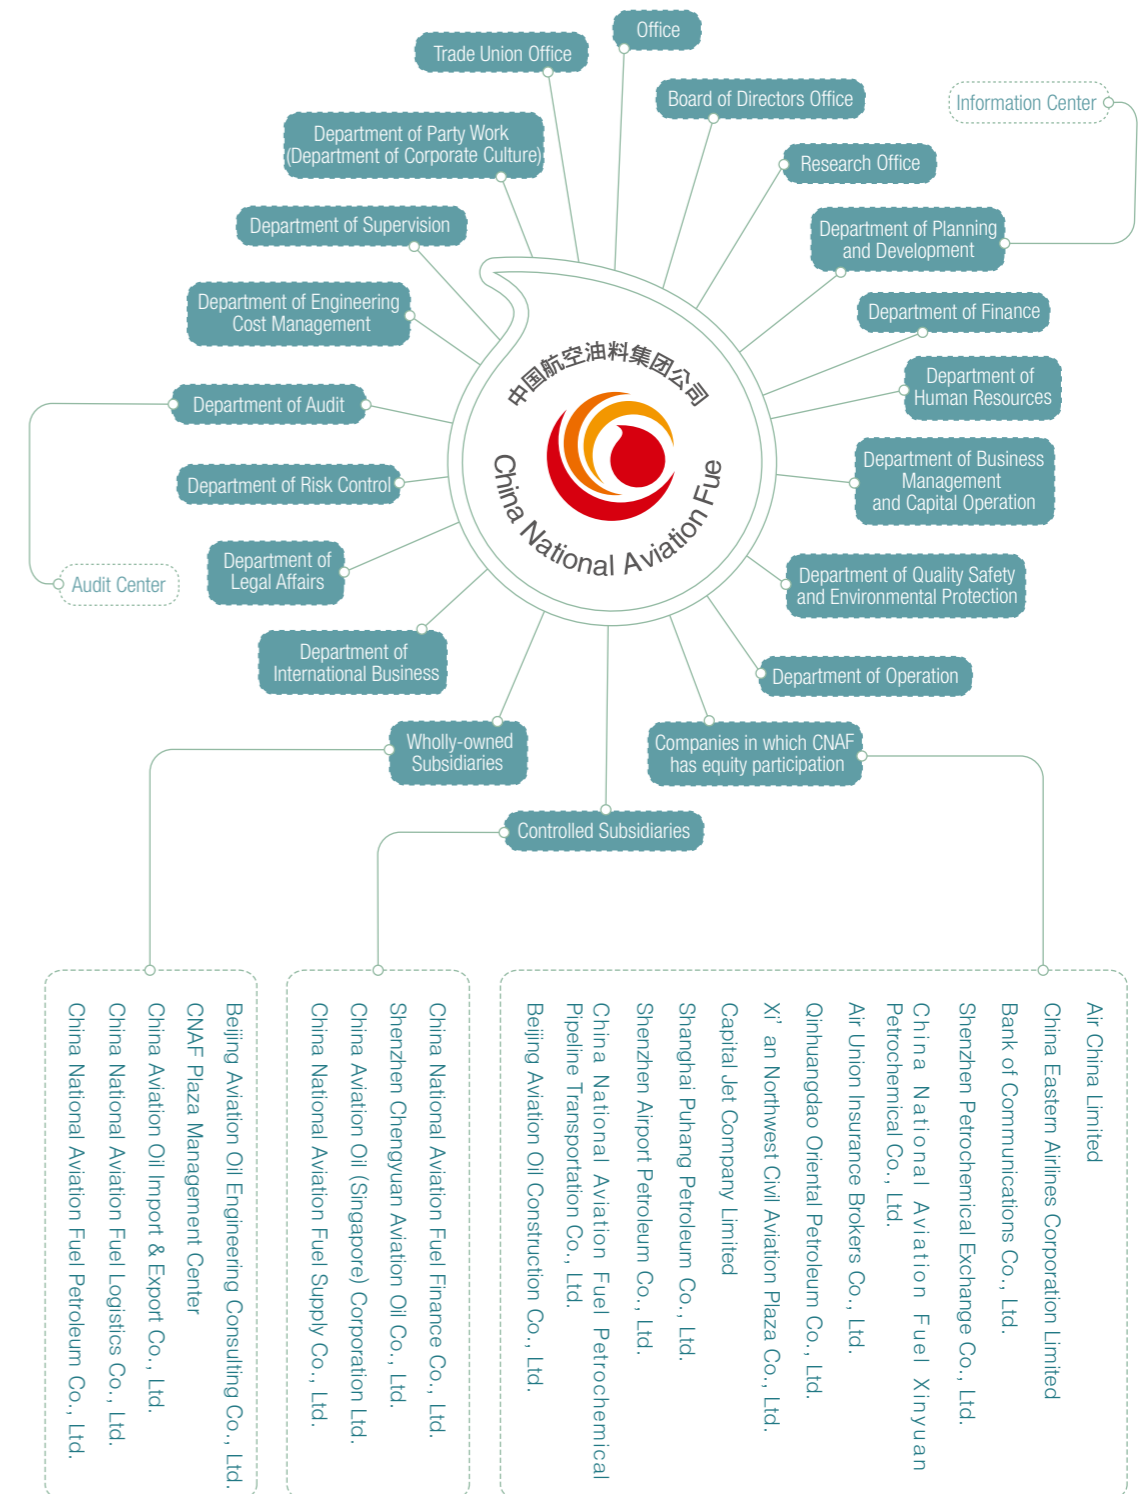 Office
Trade Union Office
Board of Directors Office
Information Center
Department of Party Work
(Department of Corporate Culture)
Research Office
Department of Supervision
Department of Planning
and Development
Department of Engineering
Cost Management
Department of Finance
Department of
Human Resources
Department of Audit
Department of Business
Management
and Capital Operation
Department of Risk Control
Department of
Legal Affairs
Audit Center
Department of Quality Safety
and Environmental Protection
Department of
International Business
Department of Operation
中国航空油料集团公司
China National Aviation Fue
Wholly-owned
Subsidiaries
Companies in which CNAF
has equity participation
Controlled Subsidiaries
Beijing Aviation Oil Engineering Consulting Co., Ltd.
CNAF Plaza Management Center
China Aviation Oil Import & Export Co., Ltd.
China National Aviation Fuel Logistics Co., Ltd.
China National Aviation Fuel Petroleum Co., Ltd.
China National Aviation Fuel Finance Co., Ltd.
Shenzhen Chengyuan Aviation Oil Co., Ltd.
China Aviation Oil (Singapore) Corporation Ltd.
China National Aviation Fuel Supply Co., Ltd.
Air China Limited
China Eastern Airlines Corporation Limited
Bank of Communications Co., Ltd.
Shenzhen Petrochemical Exchange Co., Ltd.
China National Aviation Fuel Xinyuan
Petrochemical Co., Ltd.
Air Union Insurance Brokers Co., Ltd.
Qinhuangdao Oriental Petroleum Co., Ltd.
Xi' an Northwest Civil Aviation Plaza Co., Ltd.
Capital Jet Company Limited
Shanghai Puhang Petroleum Co., Ltd.
Shenzhen Airport Petroleum Co., Ltd.
China National Aviation Fuel Petrochemical
Pipeline Transportation Co., Ltd.
Beijing Aviation Oil Construction Co., Ltd.